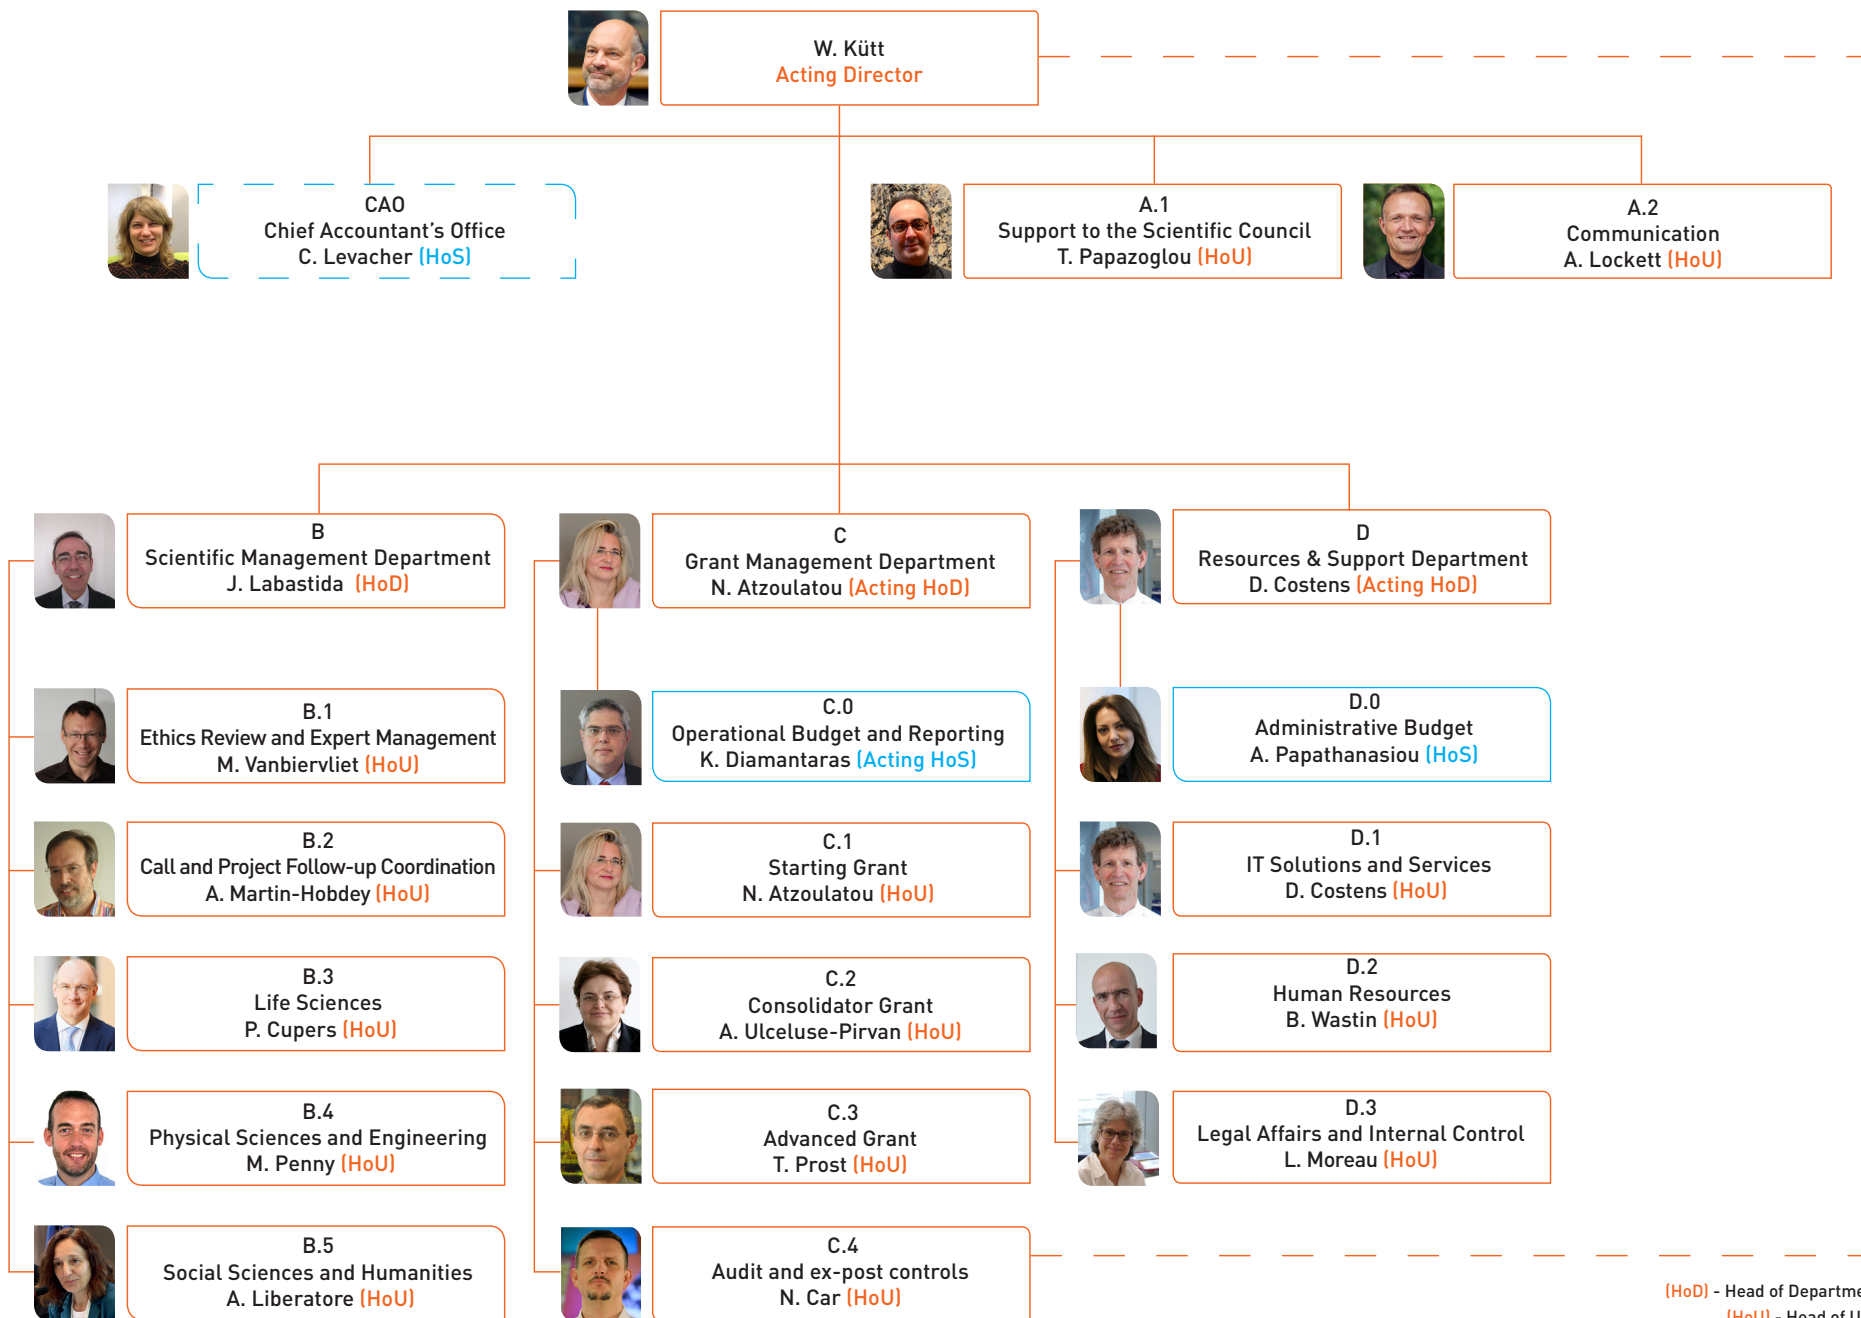 W. Kütt
Acting Director
CAO
Chief Accountant's Office
C. Levacher (HoS)
A.1
Support to the Scientific Council
T. Papazoglou (HoU)
A.2
Communication
A. Lockett (HoU)
B
Scientific Management Department
J. Labastida (HoD)
C
Grant Management Department
N. Atzoulatou (Acting HoD)
D
Resources & Support Department
D. Costens (Acting HoD)
B.1
Ethics Review and Expert Management
M. Vanbiervliet (HoU)
C.0
Operational Budget and Reporting
K. Diamantaras (Acting HoS)
D.0
Administrative Budget
A. Papathanasiou (HoS)
B.2
Call and Project Follow-up Coordination
A. Martin-Hobdey (HoU)
C.1
Starting Grant
N. Atzoulatou (HoU)
D.1
IT Solutions and Services
D. Costens (HoU)
B.3
Life Sciences
P. Cupers (HoU)
C.2
Consolidator Grant
A. Ulceluse-Pirvan (HoU)
D.2
Human Resources
B. Wastin (HoU)
B.4
Physical Sciences and Engineering
M. Penny (HoU)
C.3
Advanced Grant
T. Prost (HoU)
D.3
Legal Affairs and Internal Control
L. Moreau (HoU)
B.5
Social Sciences and Humanities
A. Liberatore (HoU)
C.4
Audit and ex-post controls
N. Car (HoU)
(HoD) - Head of Departme
(HoU) - Head of U